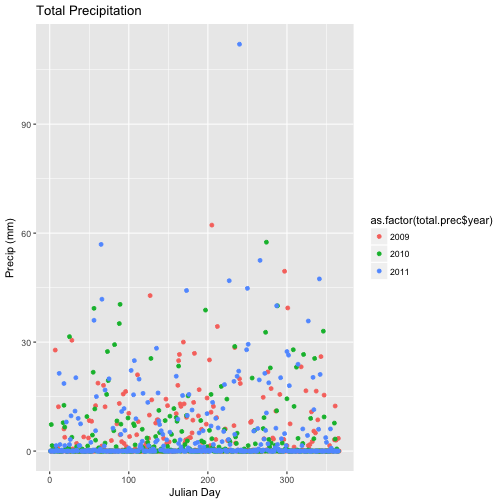 Total Precipitation
90
60
30
0
Precip (mm)
0
100
200
300
Julian Day
as.factor(total.prec$year)
2009
2010
2011